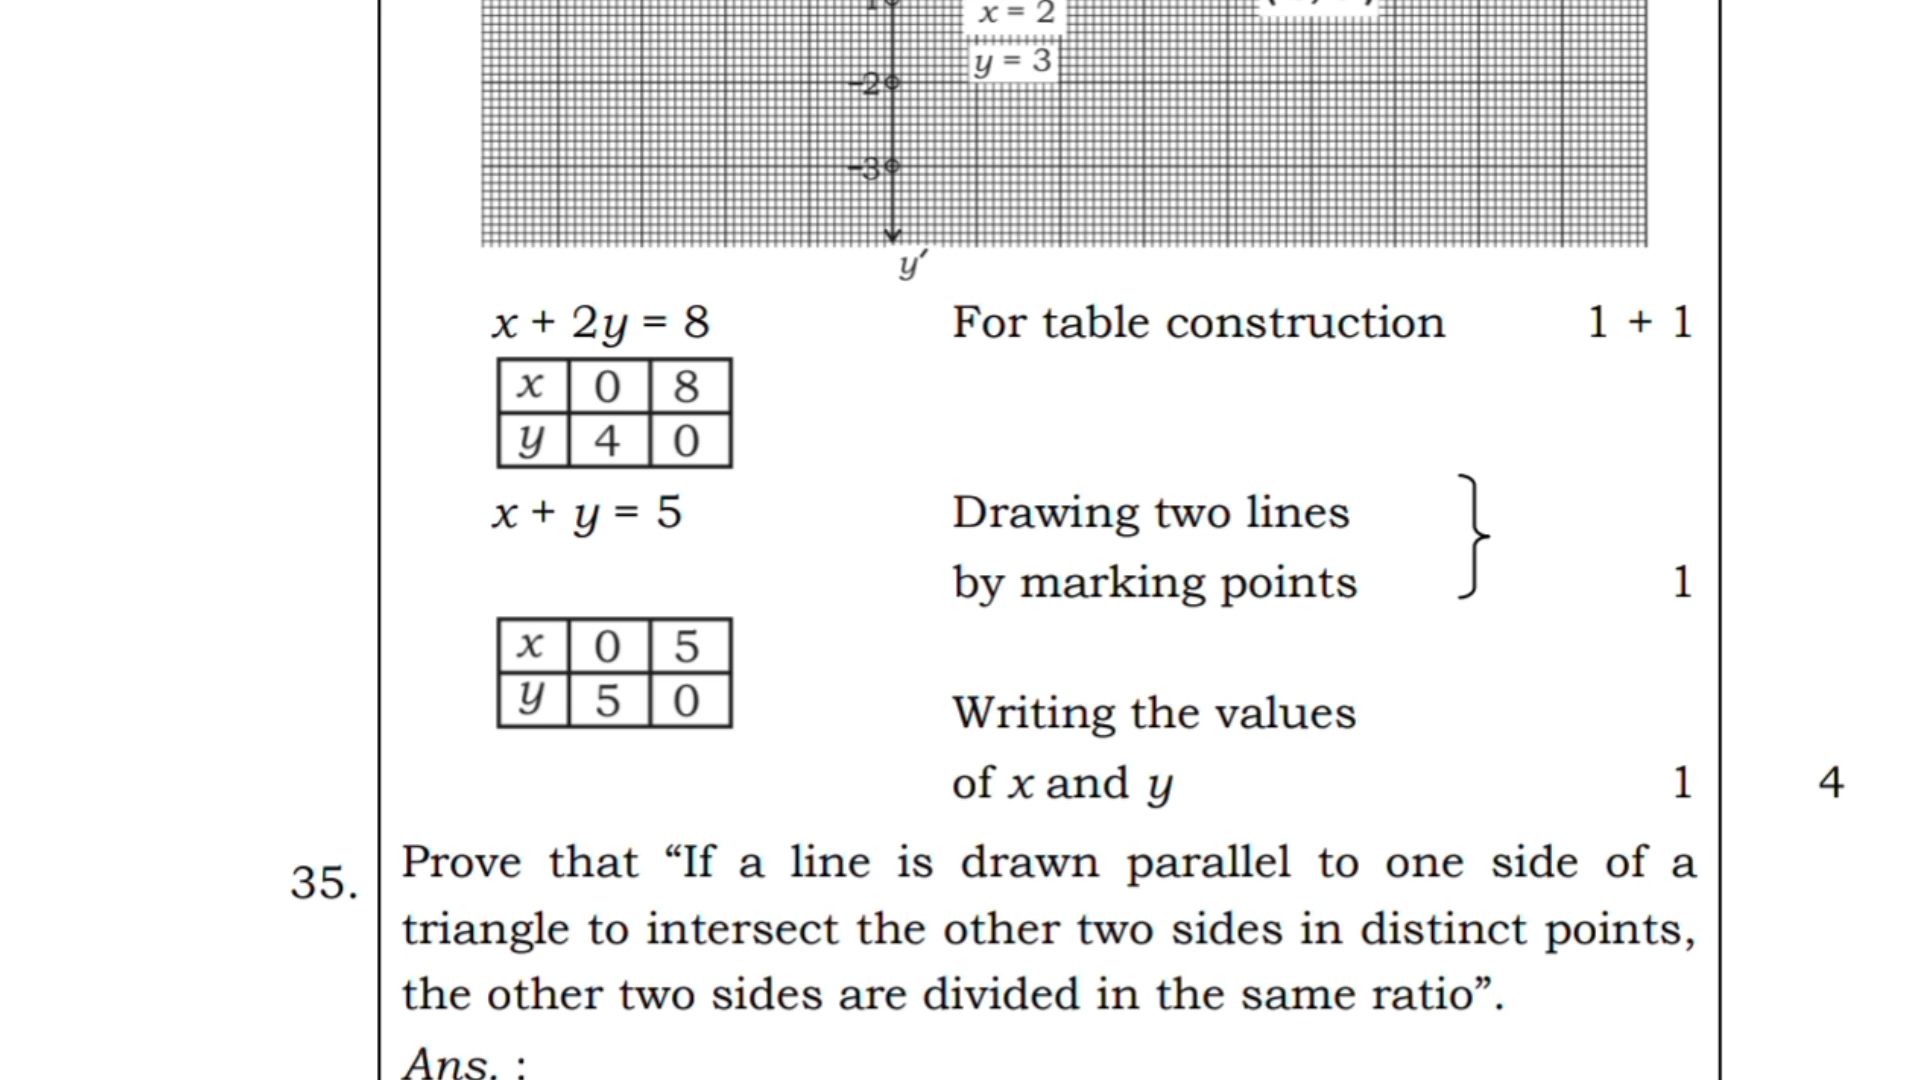 x = 2
y = 3
–2
–3
y′
x + 2y = 8 For table construction 1 + 1
x 0 8
y 4 0
x + y = 5 Drawing two lines
by marking points 1
x 0 5
y 5 0
Writing the values
of x and y 1 4
35. Prove that “If a line is drawn parallel to one side of a
triangle to intersect the other two sides in distinct points,
the other two sides are divided in the same ratio”.
Ans. :